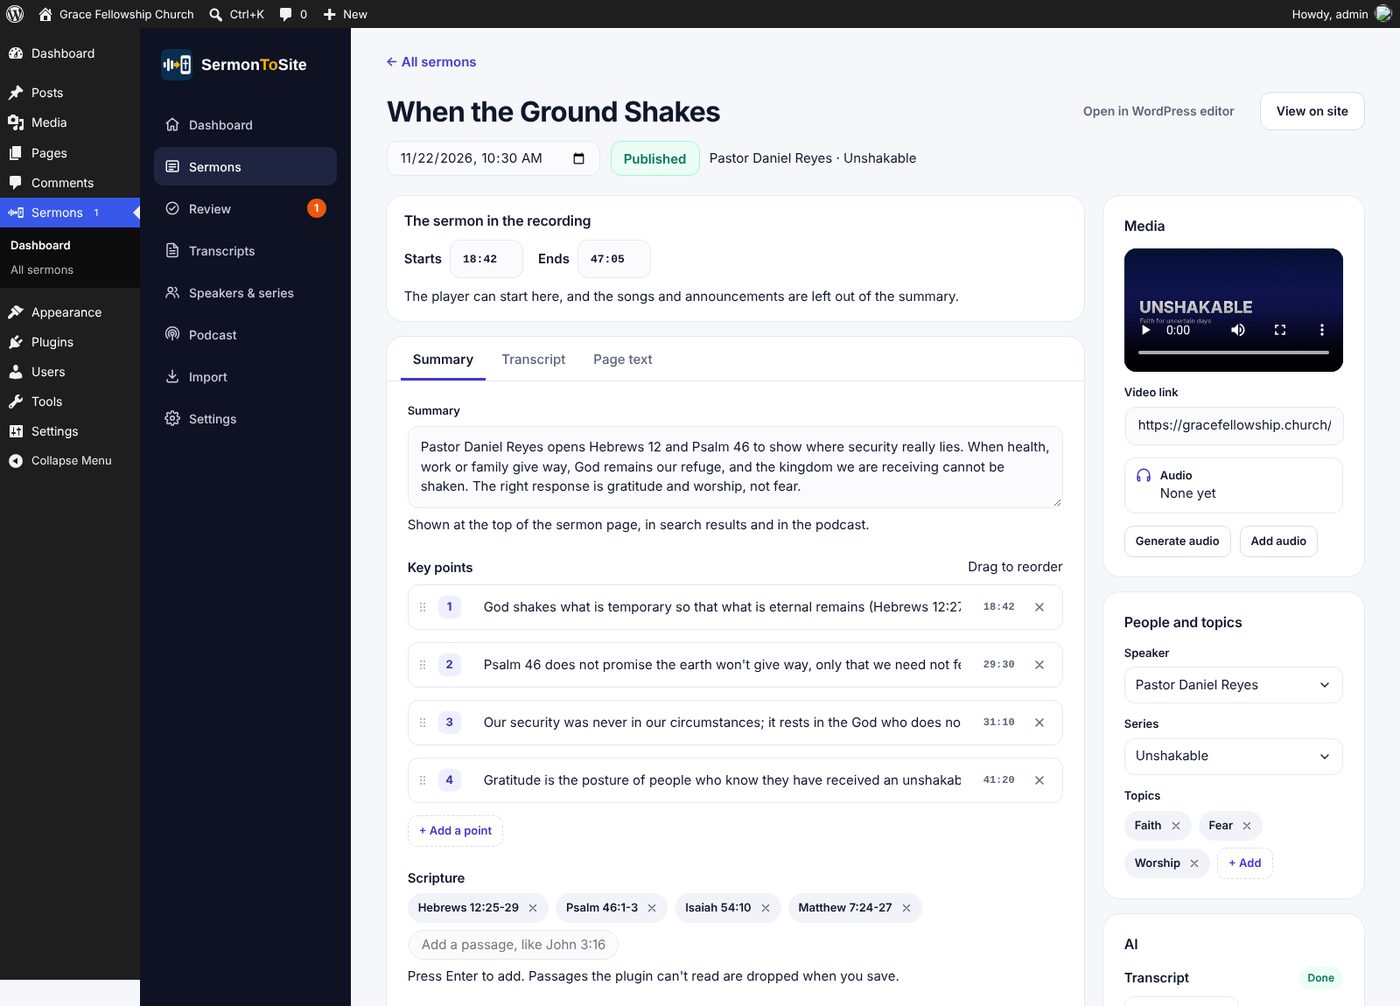 Grace Fellowship Church
Ctrl+K
0
New
Howdy, admin
Dashboard
Posts
Media
Pages
Comments
Sermons 1
Dashboard
All sermons
Appearance
Plugins
Users
Tools
Settings
Collapse Menu
SermonToSite
Dashboard
Sermons
Review 1
Transcripts
Speakers & series
Podcast
Import
Settings
← All sermons
When the Ground Shakes
Open in WordPress editor
View on site
11/22/2026, 10:30 AM
Published
Pastor Daniel Reyes · Unshakable
The sermon in the recording
Starts 18:42 Ends 47:05
The player can start here, and the songs and announcements are left out of the summary.
Summary Transcript Page text
Summary
Pastor Daniel Reyes opens Hebrews 12 and Psalm 46 to show where security really lies. When health,
work or family give way, God remains our refuge, and the kingdom we are receiving cannot be
shaken. The right response is gratitude and worship, not fear.
Shown at the top of the sermon page, in search results and in the podcast.
Key points
Drag to reorder
1 God shakes what is temporary so that what is eternal remains (Hebrews 12:27 18:42
2 Psalm 46 does not promise the earth won't give way, only that we need not fe 29:30
3 Our security was never in our circumstances; it rests in the God who does no 31:10
4 Gratitude is the posture of people who know they have received an unshakab 41:20
+ Add a point
Scripture
Hebrews 12:25-29 Psalm 46:1-3 Isaiah 54:10 Matthew 7:24-27
Add a passage, like John 3:16
Press Enter to add. Passages the plugin can't read are dropped when you save.
Media
UNSHAKABLE
Faith for uncertain days
0:00
Video link
https://gracefellowship.church/
Audio
None yet
Generate audio
Add audio
People and topics
Speaker
Pastor Daniel Reyes
Series
Unshakable
Topics
Faith
Fear
Worship
+ Add
AI
Transcript
Done